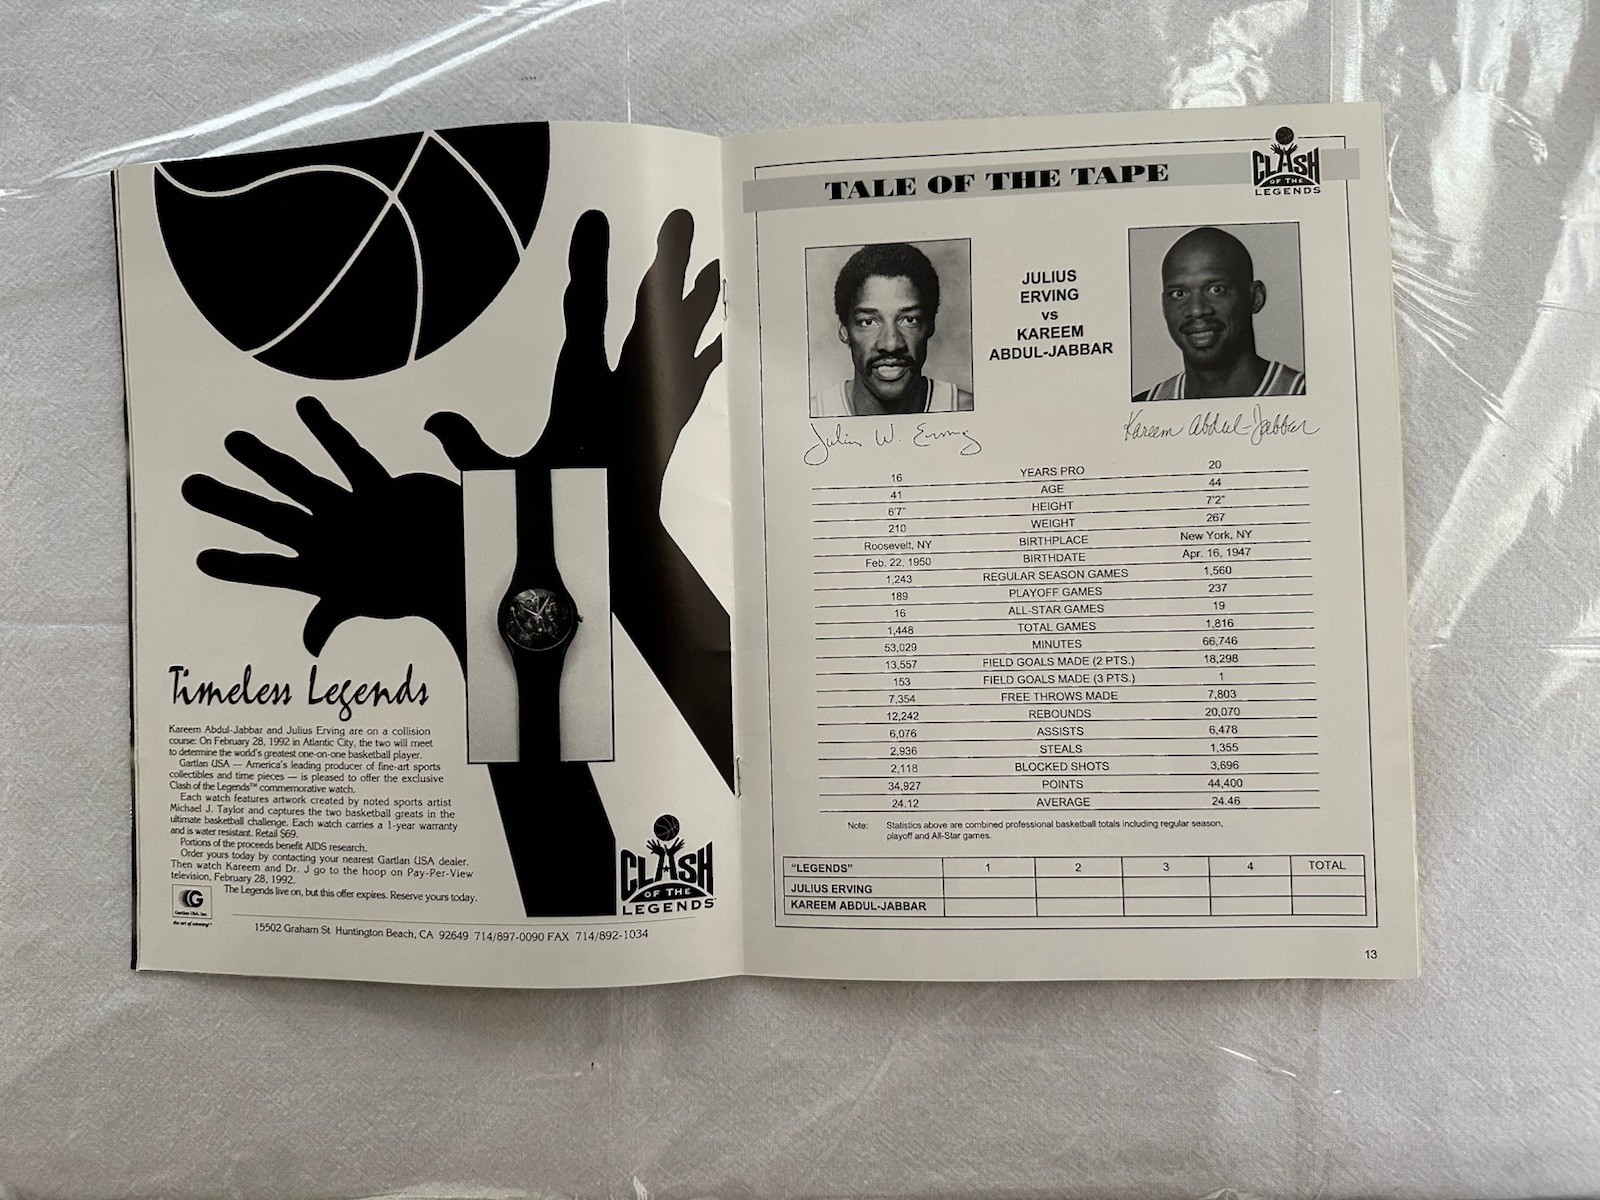 Timeless Legends
Kareem Abdul-Jabbar and Julius Erving are on a collision
course: On February 28, 1992 in Atlantic City, the two will meet
to determine the world's greatest one-on-one basketball player.
Gartlan USA — America's leading producer of fine-art sports
collectibles and time pieces — is pleased to offer the exclusive
Clash of the Legends™ commemorative watch.
Each watch features artwork created by noted sports artist
Michael J. Taylor and captures the two basketball greats in the
ultimate basketball challenge. Each watch carries a 1-year warranty
and is water resistant. Retail $69.
Portions of the proceeds benefit AIDS research.
Order yours today by contacting your nearest Gartlan USA dealer.
Then watch Kareem and Dr. J go to the hoop on Pay-Per-View
television, February 28, 1992.
The Legends live on, but this offer expires. Reserve yours today.
G
Gartlan USA, Inc.
the art of winning™
15502 Graham St Huntington Beach, CA 92649 714/897-0090 FAX 714/892-1034
CLASH
OF THE
LEGENDS™
TALE OF THE TAPE
CLASH
OF THE
LEGENDS
JULIUS
ERVING
vs
KAREEM
ABDUL-JABBAR
Julius W. Erving
Kareem Abdul-Jabbar
16 YEARS PRO 20
41 AGE 44
6'7" HEIGHT 7'2"
210 WEIGHT 267
Roosevelt, NY BIRTHPLACE New York, NY
Feb. 22, 1950 BIRTHDATE Apr. 16, 1947
1,243 REGULAR SEASON GAMES 1,560
189 PLAYOFF GAMES 237
16 ALL-STAR GAMES 19
1,448 TOTAL GAMES 1,816
53,029 MINUTES 66,746
13,557 FIELD GOALS MADE (2 PTS.) 18,298
153 FIELD GOALS MADE (3 PTS.) 1
7,354 FREE THROWS MADE 7,803
12,242 REBOUNDS 20,070
6,076 ASSISTS 6,478
2,936 STEALS 1,355
2,118 BLOCKED SHOTS 3,696
34,927 POINTS 44,400
24.12 AVERAGE 24.46
Note: Statistics above are combined professional basketball totals including regular season,
playoff and All-Star games.
"LEGENDS" 1 2 3 4 TOTAL
JULIUS ERVING
KAREEM ABDUL-JABBAR
13